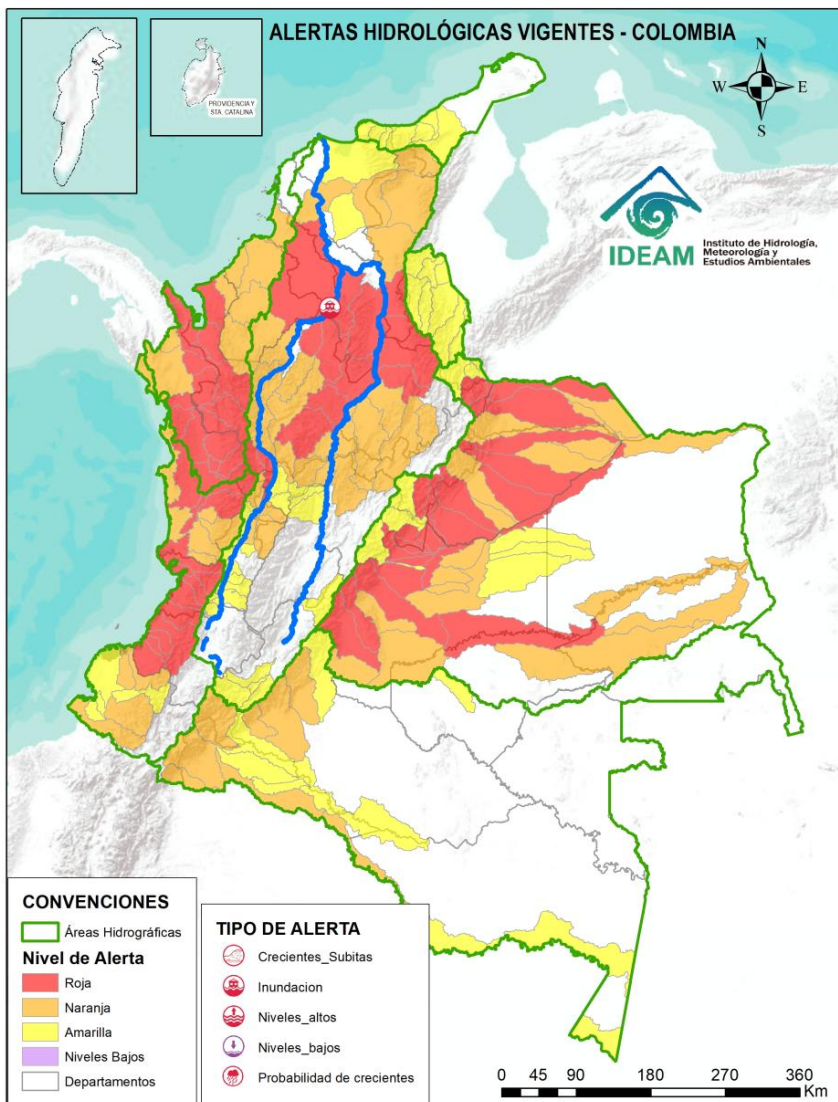 ALERTAS HIDROLÓGICAS VIGENTES - COLOMBIA
PROVIDENCIA Y
STA. CATALINA
N
W
E
S
IDEAM
Instituto de Hidrología,
Meteorología y
Estudios Ambientales
CONVENCIONES
Áreas Hidrográficas
Nivel de Alerta
Roja
Naranja
Amarilla
Niveles Bajos
Departamentos
TIPO DE ALERTA
Crecientes_Subitas
Inundacion
Niveles_altos
Niveles_bajos
Probabilidad de crecientes
0 45 90 180 270 360
Km